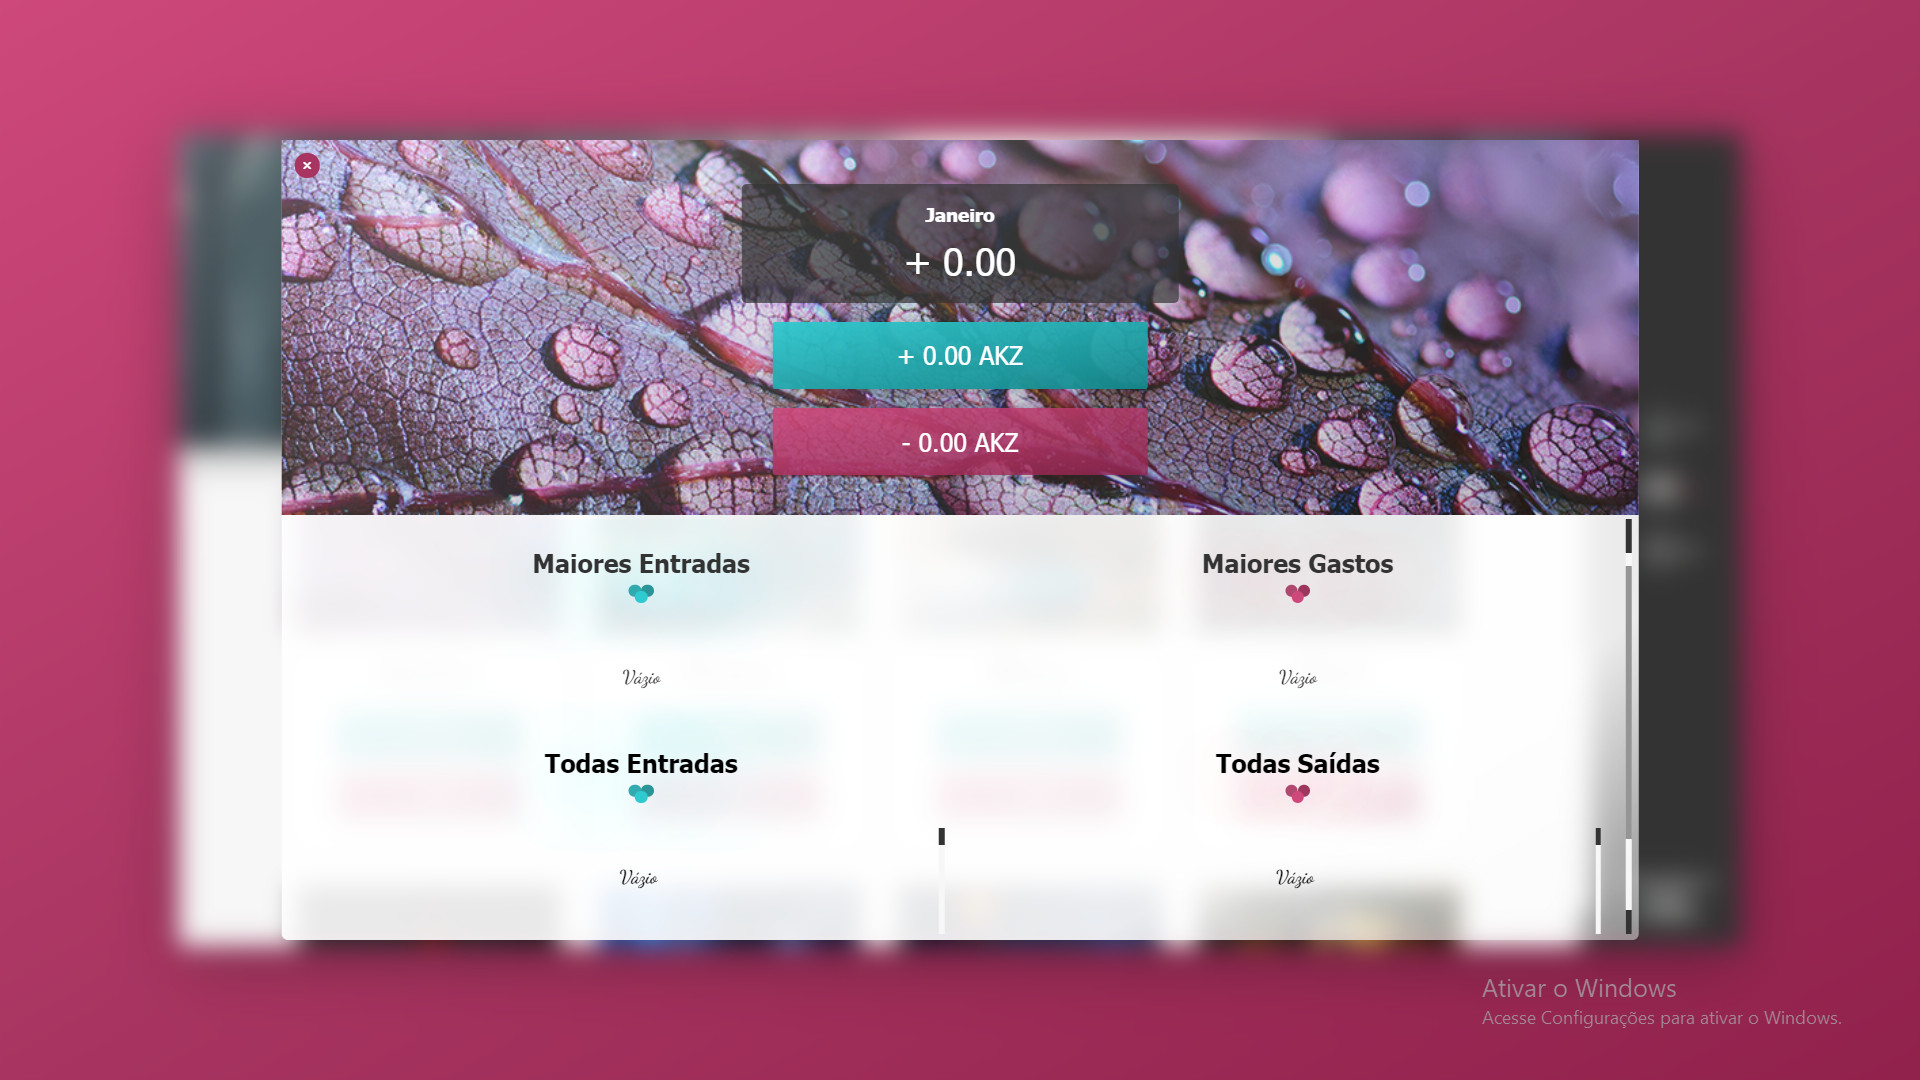 Janeiro
+ 0.00
+ 0.00 AKZ
- 0.00 AKZ
Maiores Entradas
Maiores Gastos
Vázio
Vázio
Todas Entradas
Todas Saídas
Vázio
Vázio
Ativar o Windows
Acesse Configurações para ativar o Windows.